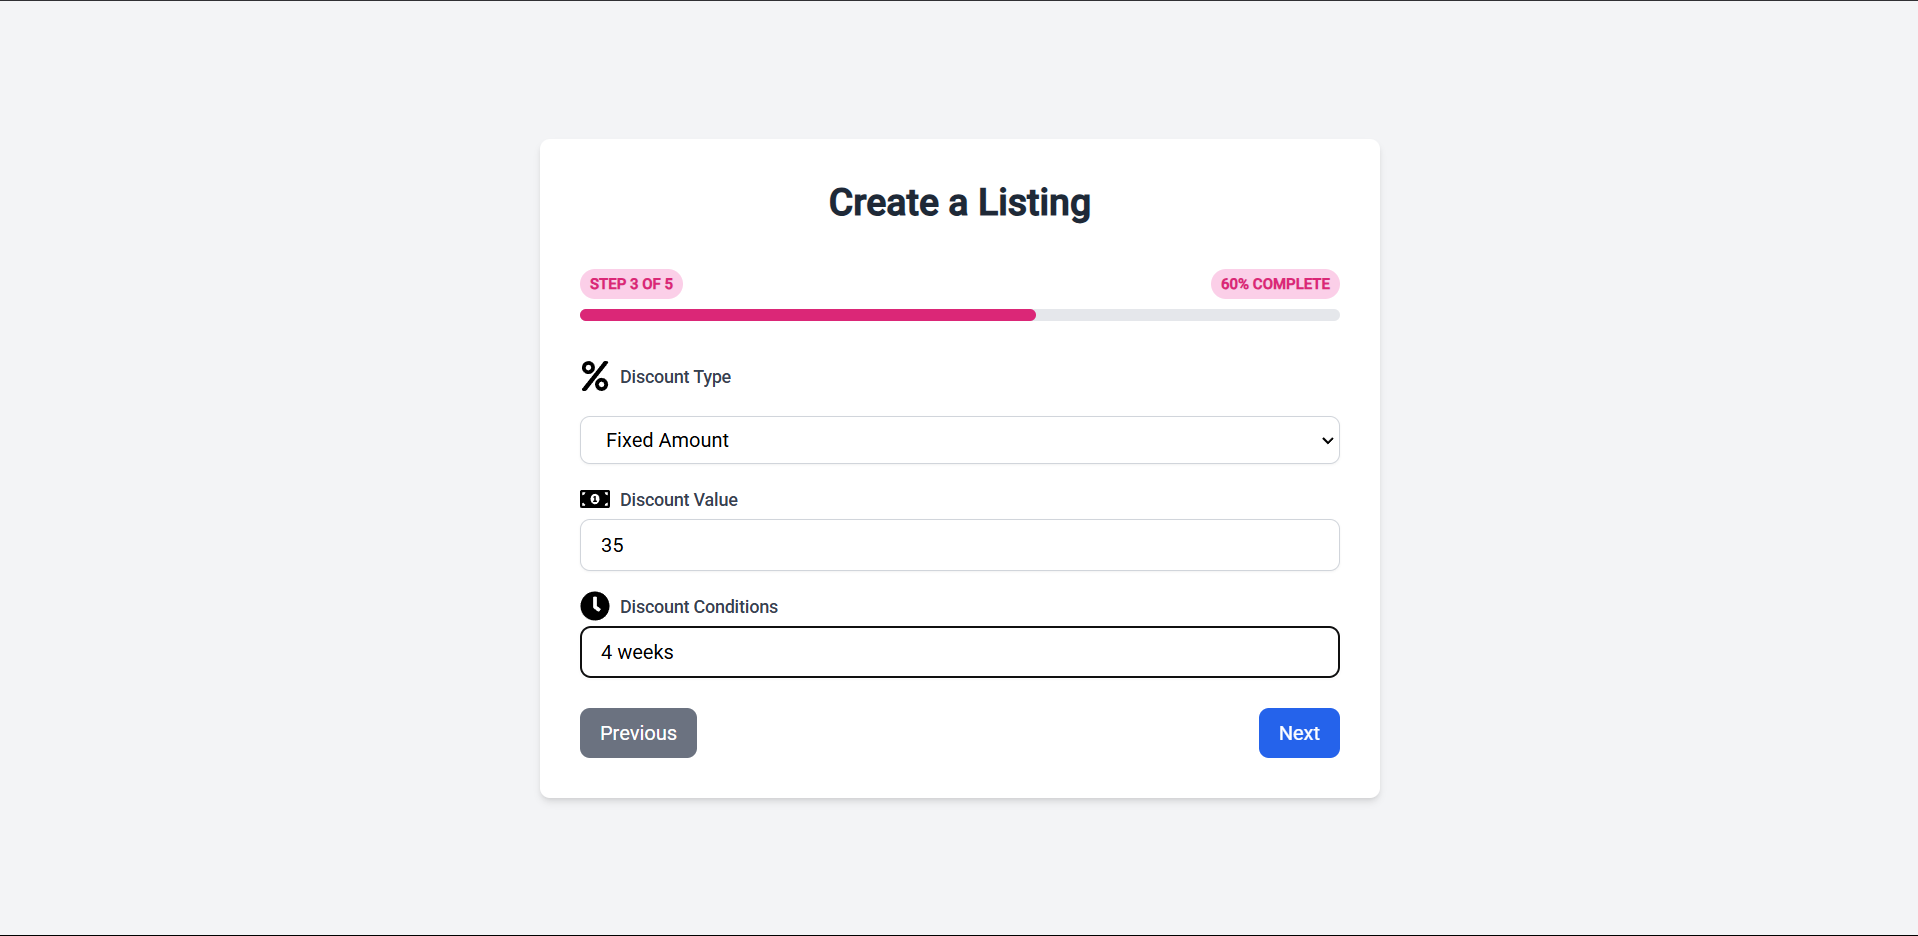 Create a Listing
STEP 3 OF 5
60% COMPLETE
Discount Type
Fixed Amount
Discount Value
35
Discount Conditions
4 weeks
Previous
Next